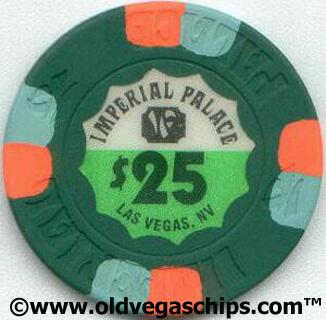 IMPERIAL PALACE
$25
LAS VEGAS, NV
©www.oldvegaschips.com™